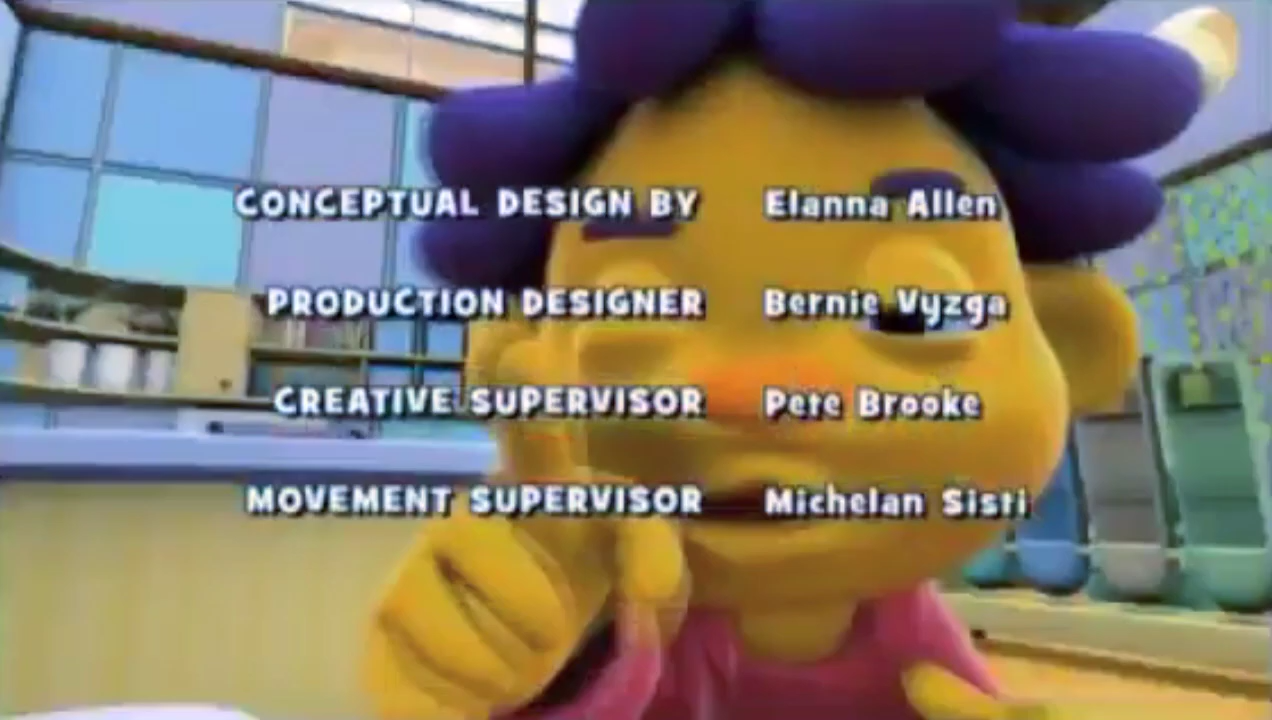 CONCEPTUAL DESIGN BY Elanna Allen
PRODUCTION DESIGNER Bernie Vyzga
CREATIVE SUPERVISOR Pete Brooke
MOVEMENT SUPERVISOR Michelan Sisti